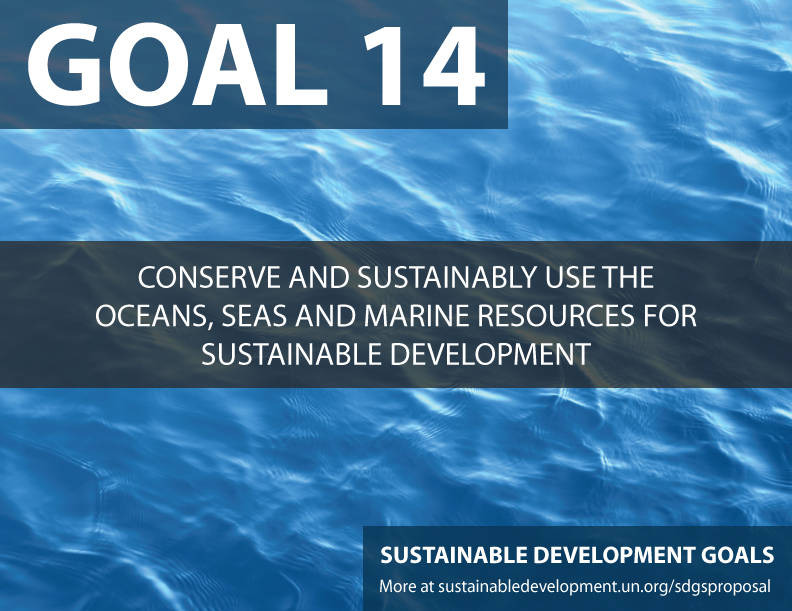 GOAL 14
CONSERVE AND SUSTAINABLY USE THE
OCEANS, SEAS AND MARINE RESOURCES FOR
SUSTAINABLE DEVELOPMENT
SUSTAINABLE DEVELOPMENT GOALS
More at sustainabledevelopment.un.org/sdgsproposal